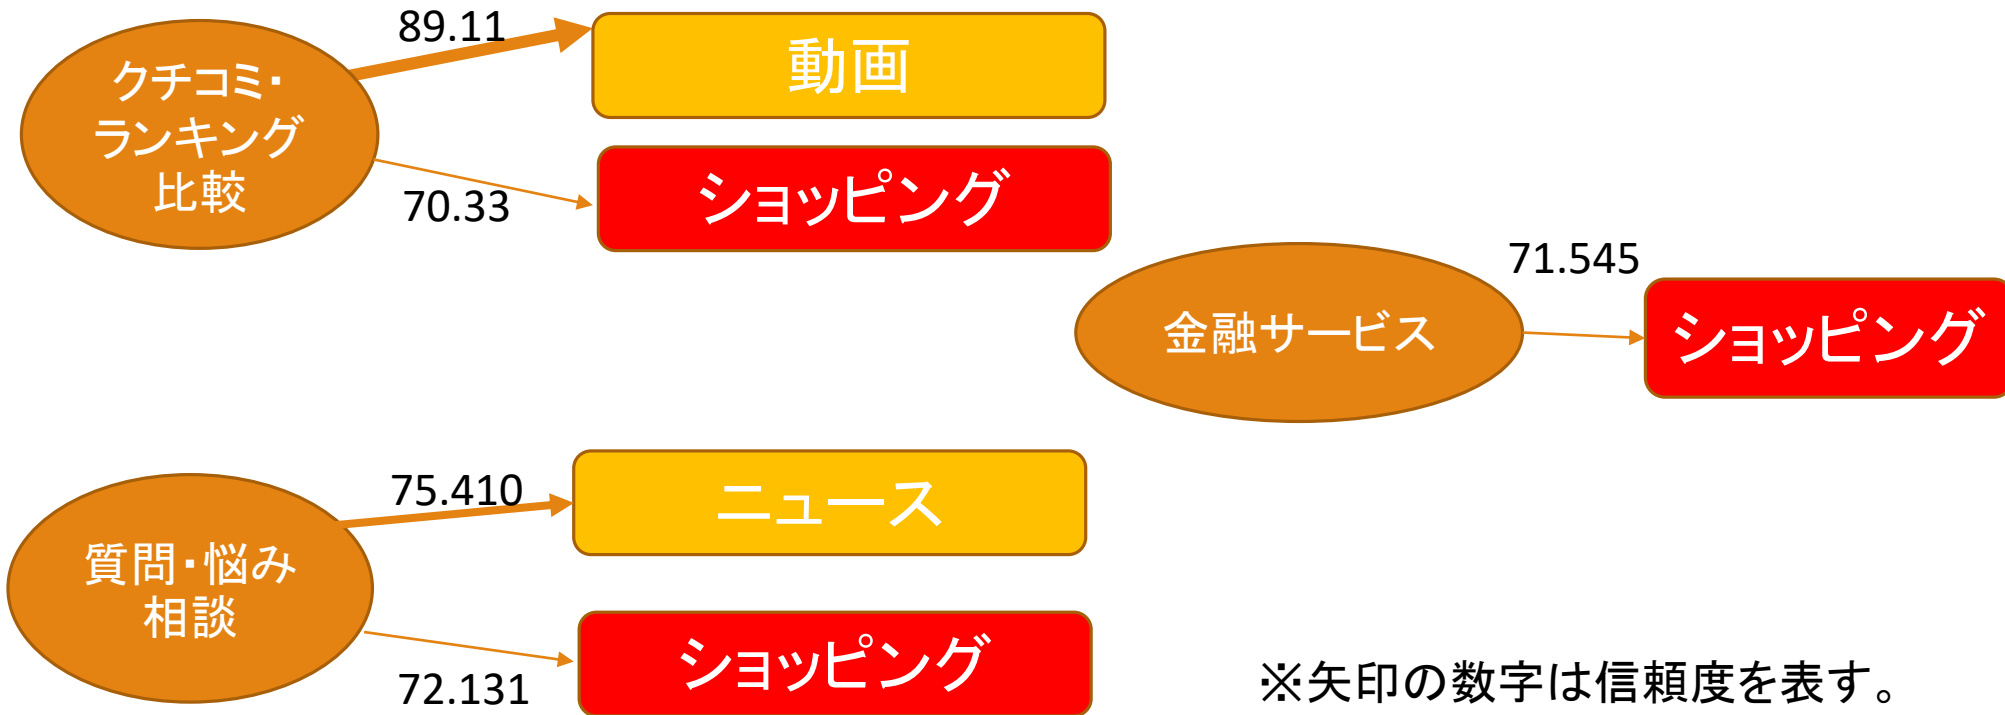 89.11
クチコミ・
ランキング
比較
動画
70.33
ショッピング
71.545
金融サービス
ショッピング
75.410
質問・悩み
相談
ニュース
72.131
ショッピング
※矢印の数字は信頼度を表す。